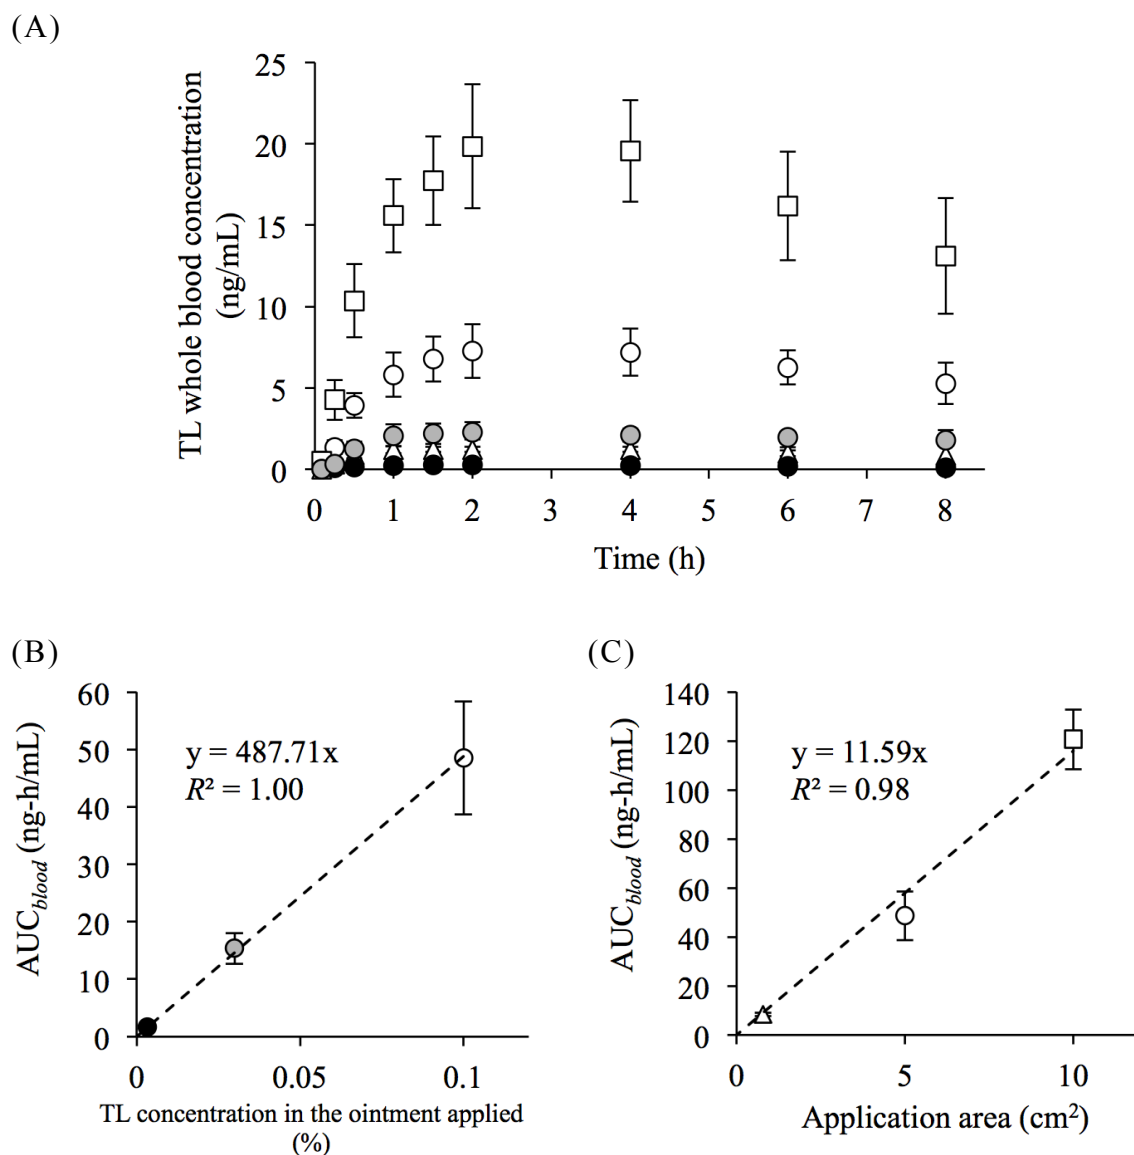 (A)
TL whole blood concentration
(ng/mL)
25
20
15
10
5
0
0 1 2 3 4 5 6 7 8
Time (h)
(B)
AUCblood (ng-h/mL)
60
50
40
30
20
10
0
y = 487.71x
R² = 1.00
0 0.05 0.1
TL concentration in the ointment applied
(%)
(C)
AUCblood (ng-h/mL)
140
120
100
80
60
40
20
0
y = 11.59x
R² = 0.98
0 5 10
Application area (cm²)